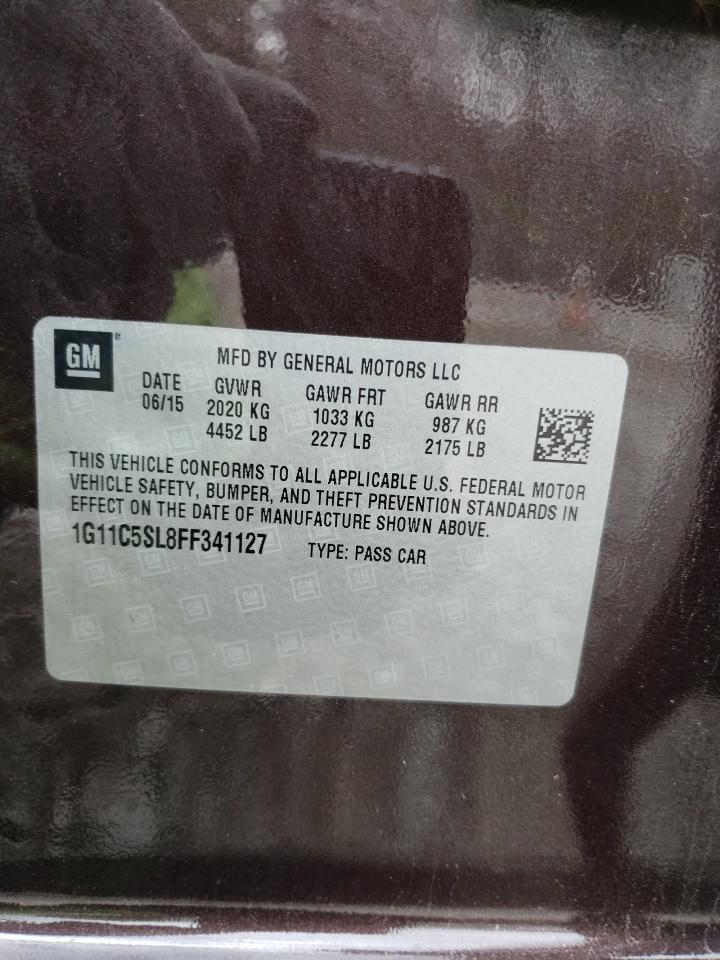 GM®
MFD BY GENERAL MOTORS LLC
DATE GVWR GAWR FRT GAWR RR
06/15 2020 KG 1033 KG 987 KG
4452 LB 2277 LB 2175 LB
THIS VEHICLE CONFORMS TO ALL APPLICABLE U.S. FEDERAL MOTOR
VEHICLE SAFETY, BUMPER, AND THEFT PREVENTION STANDARDS IN
EFFECT ON THE DATE OF MANUFACTURE SHOWN ABOVE.
1G11C5SL8FF341127 TYPE: PASS CAR